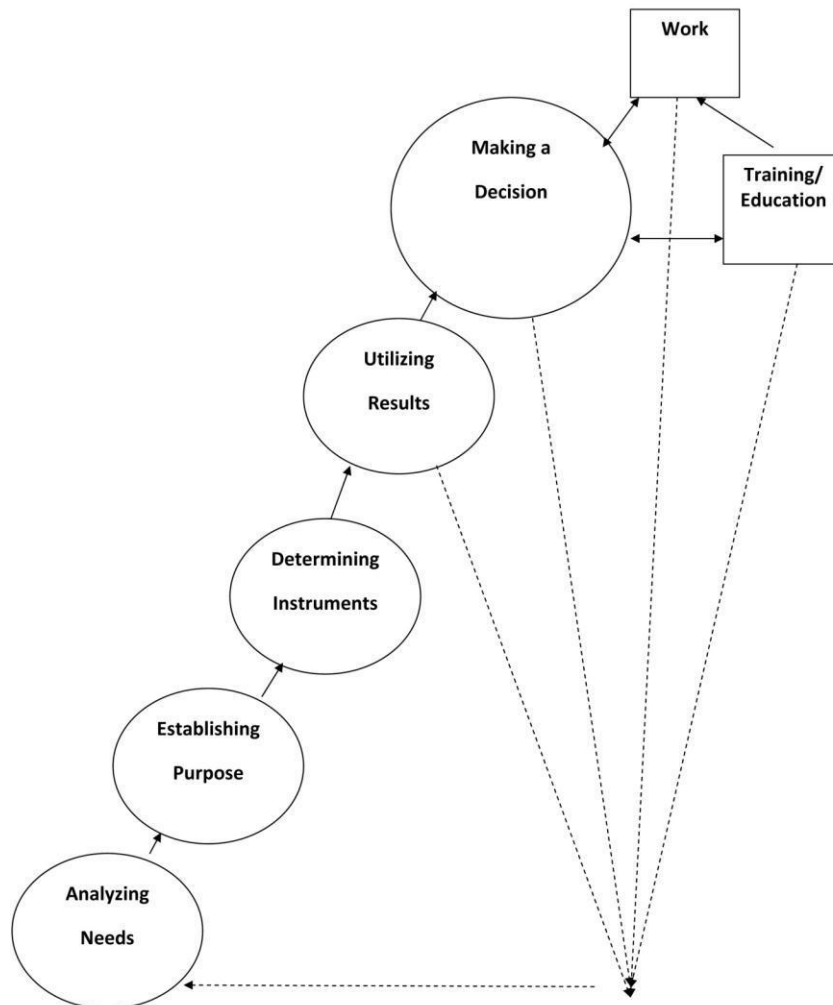 Work
Making a
Decision
Training/
Education
Utilizing
Results
Determining
Instruments
Establishing
Purpose
Analyzing
Needs